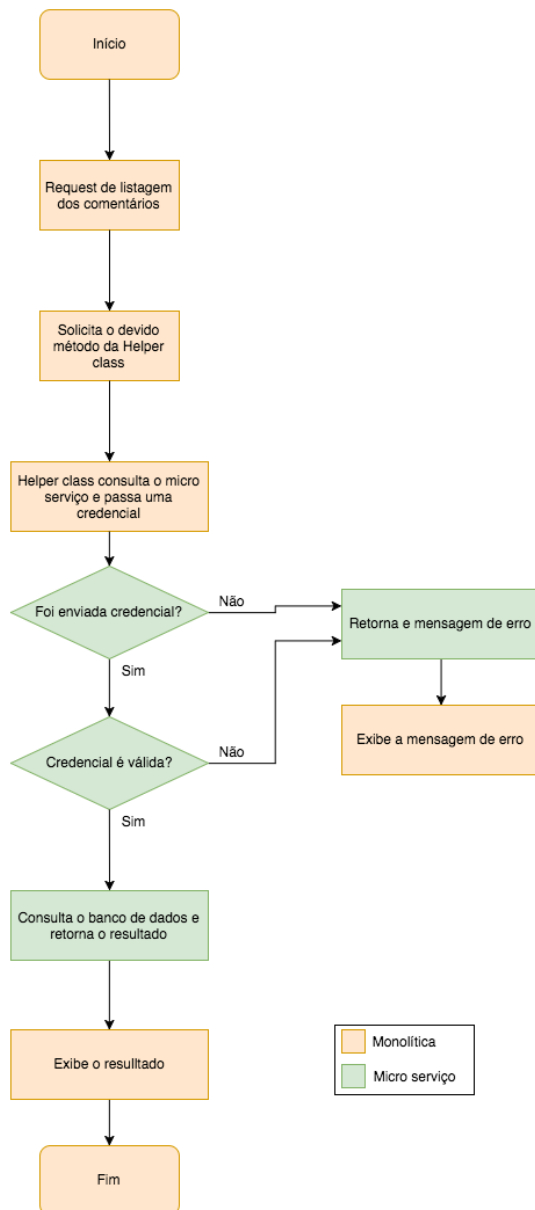 Início
Request de listagem
dos comentários
Solicita o devido
método da Helper
class
Helper class consulta o micro
serviço e passa uma
credencial
Foi enviada credencial?
Não
Retorna e mensagem de erro
Sim
Exibe a mensagem de erro
Credencial é válida?
Não
Sim
Consulta o banco de dados e
retorna o resultado
Exibe o resulltado
Monolítica
Micro serviço
Fim